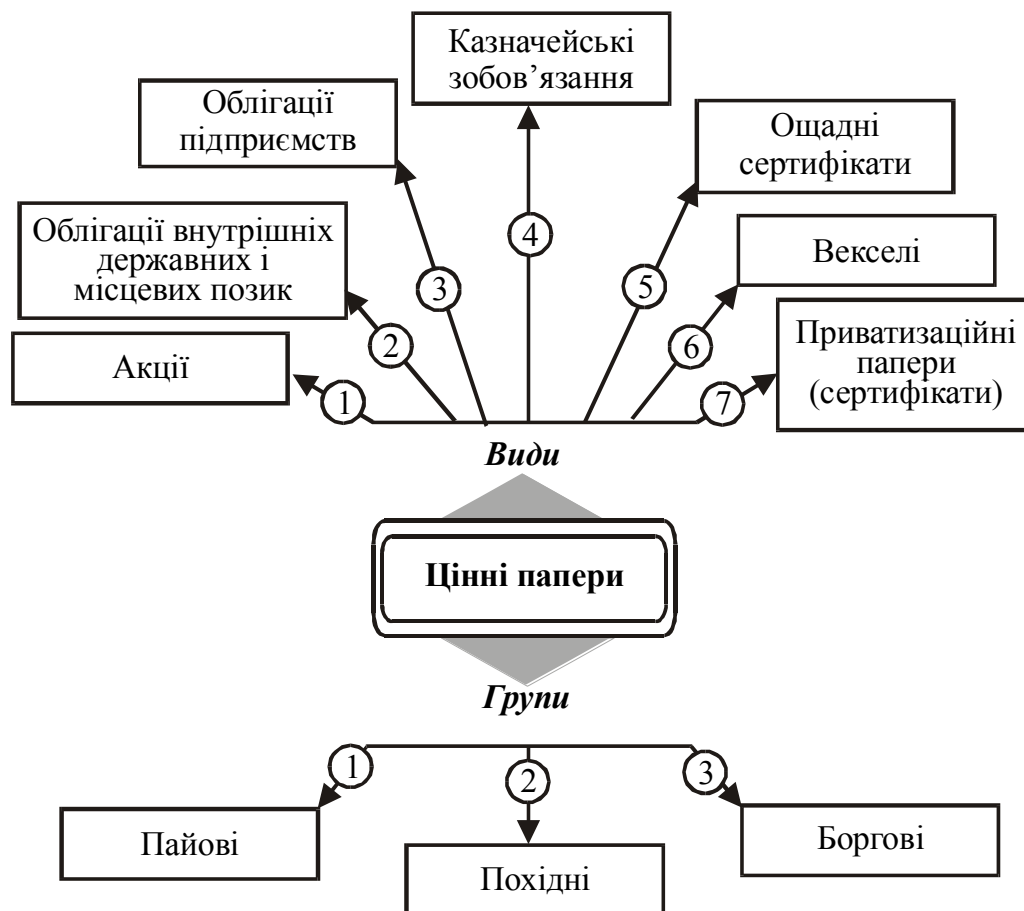 Казначейські
зобов’язання
Облігації
підприємств
Ощадні
сертифікати
Облігації внутрішніх
державних і
місцевих позик
Векселі
Акції
Приватизаційні
папери
(сертифікати)
1
2
3
4
5
6
7
Види
Цінні папери
Групи
1
2
3
Пайові
Похідні
Боргові